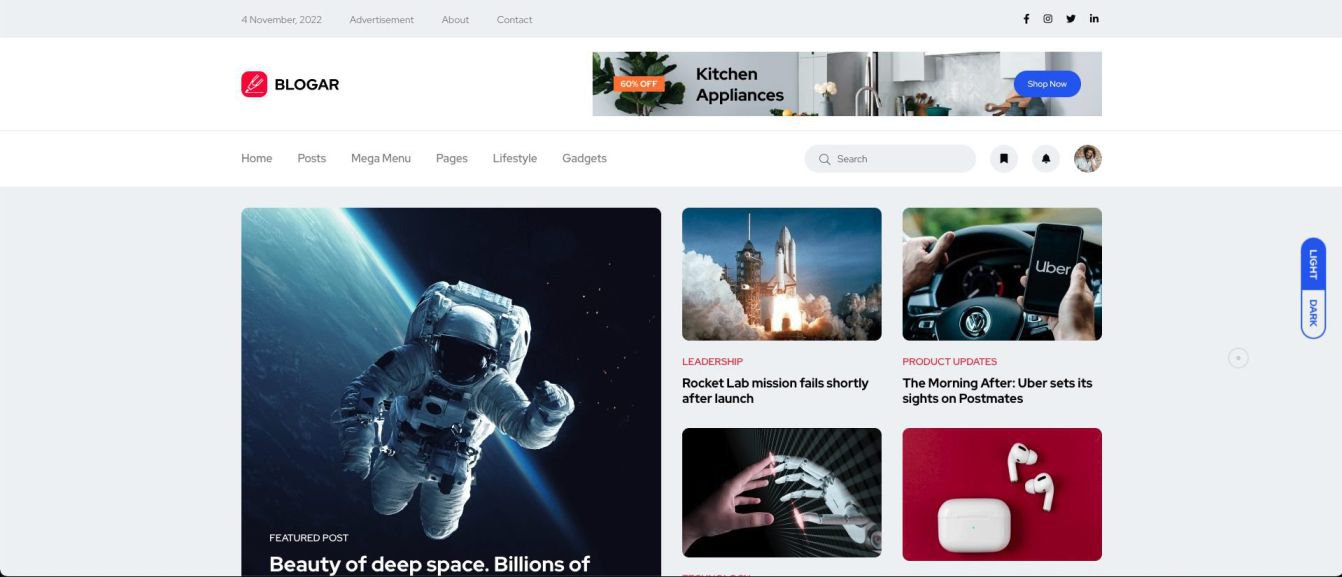 4 November, 2022 Advertisement About Contact
BLOGAR
60% OFF
Kitchen
Appliances
Shop Now
Home Posts Mega Menu Pages Lifestyle Gadgets
Search
LIGHT
DARK
Uber
LEADERSHIP
Rocket Lab mission fails shortly
after launch
PRODUCT UPDATES
The Morning After: Uber sets its
sights on Postmates
FEATURED POST
Beauty of deep space. Billions of